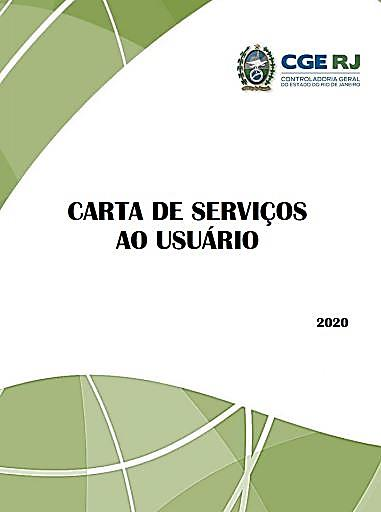 CGE RJ
CONTROLADORIA GERAL
DO ESTADO DO RIO DE JANEIRO
CARTA DE SERVIÇOS
AO USUÁRIO
2020